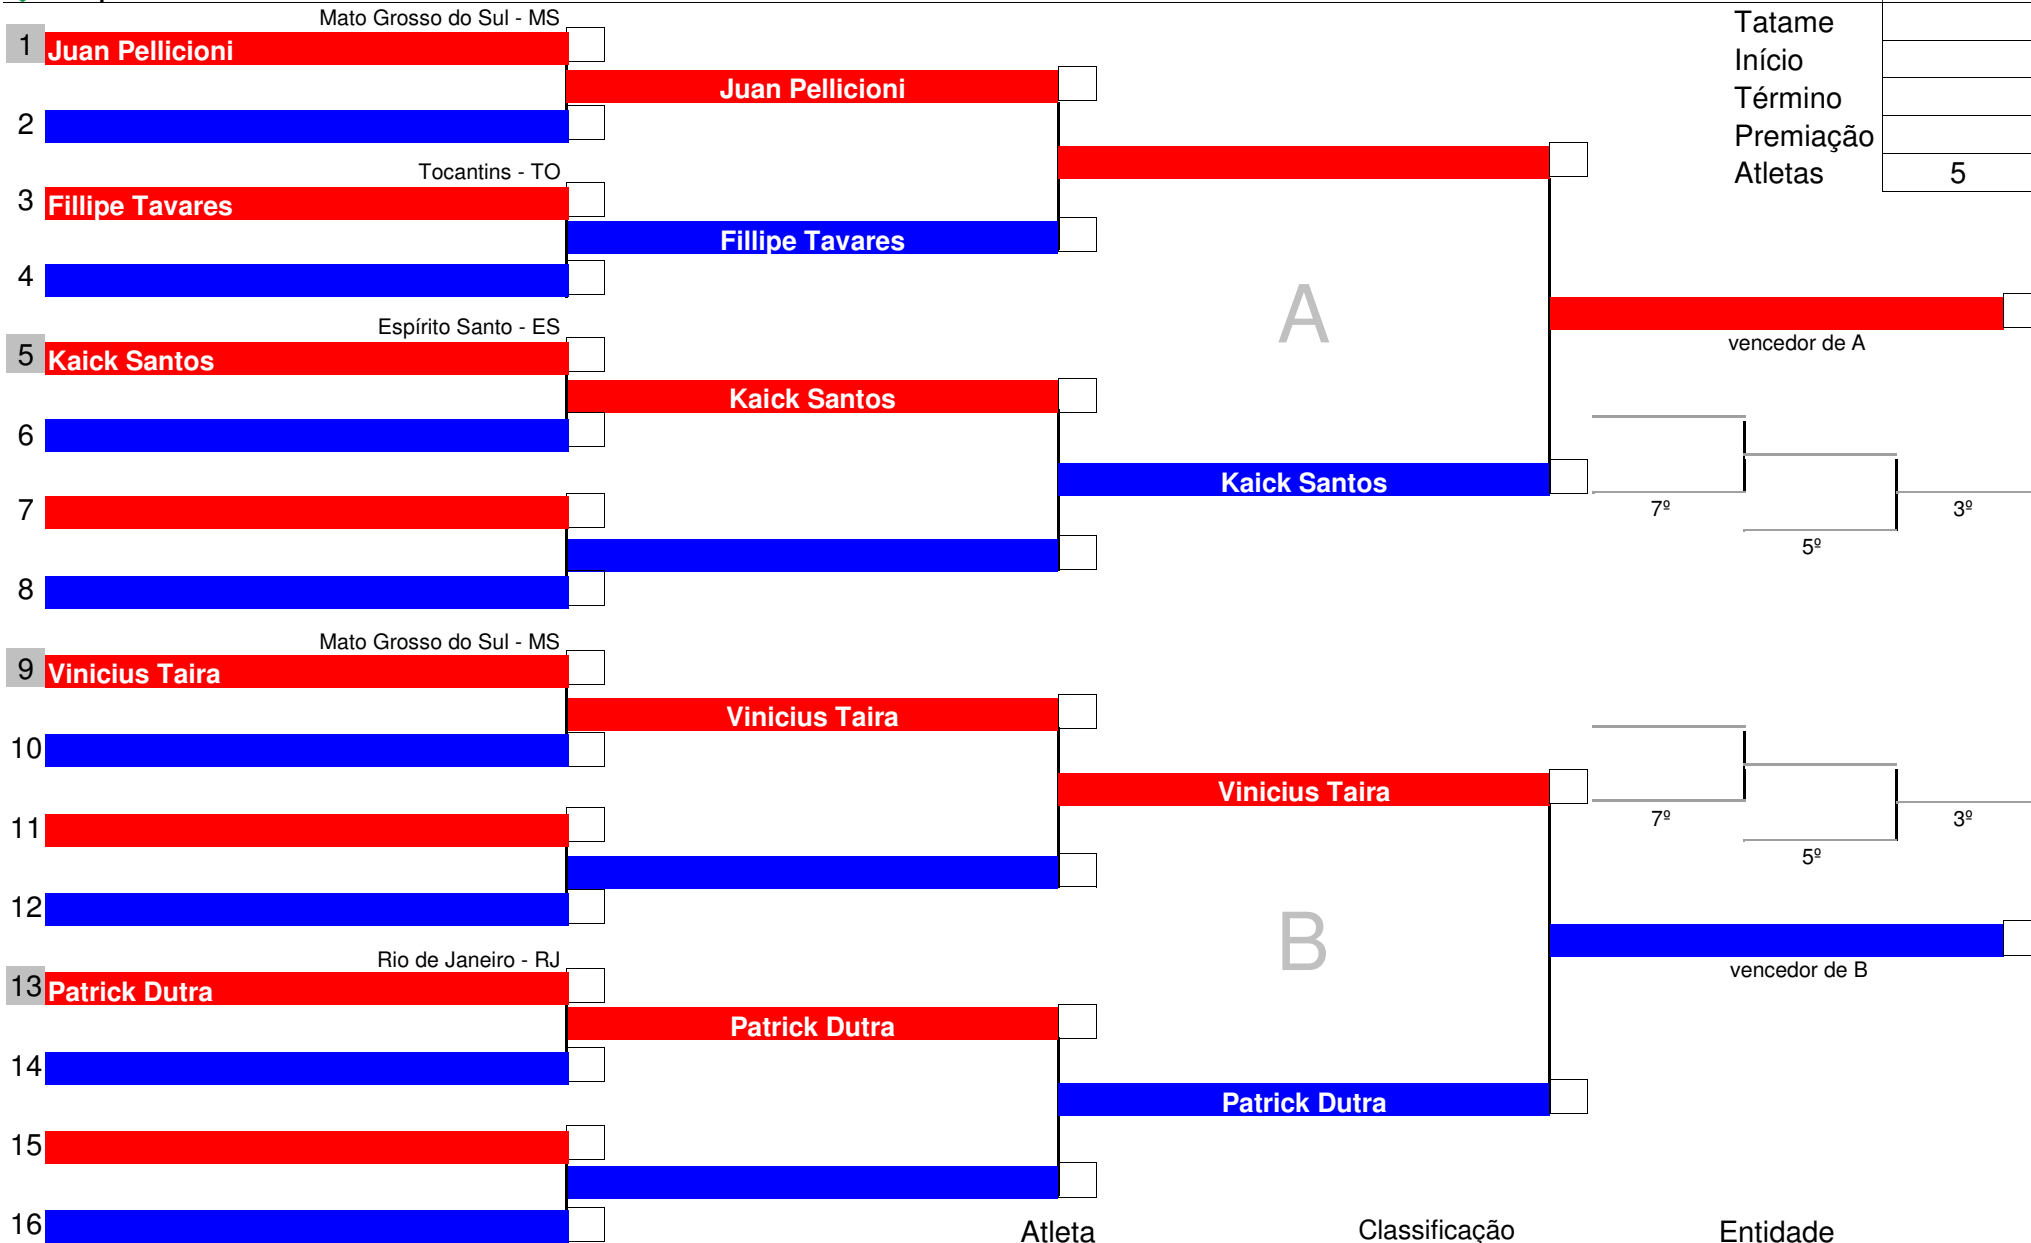 Mato Grosso do Sul - MS
Tatame
1 Juan Pellicioni
Início
Juan Pellicioni
Término
2
Premiação
Tocantins - TO
Atletas 5
3 Fillipe Tavares
Fillipe Tavares
4
A
Espírito Santo - ES
vencedor de A
5 Kaick Santos
Kaick Santos
6
Kaick Santos
7
7º 3º
5º
8
Mato Grosso do Sul - MS
9 Vinicius Taira
Vinicius Taira
10
Vinicius Taira
11
7º 3º
5º
12
B
Rio de Janeiro - RJ
vencedor de B
13 Patrick Dutra
Patrick Dutra
14
Patrick Dutra
15
16
Atleta Classificação Entidade